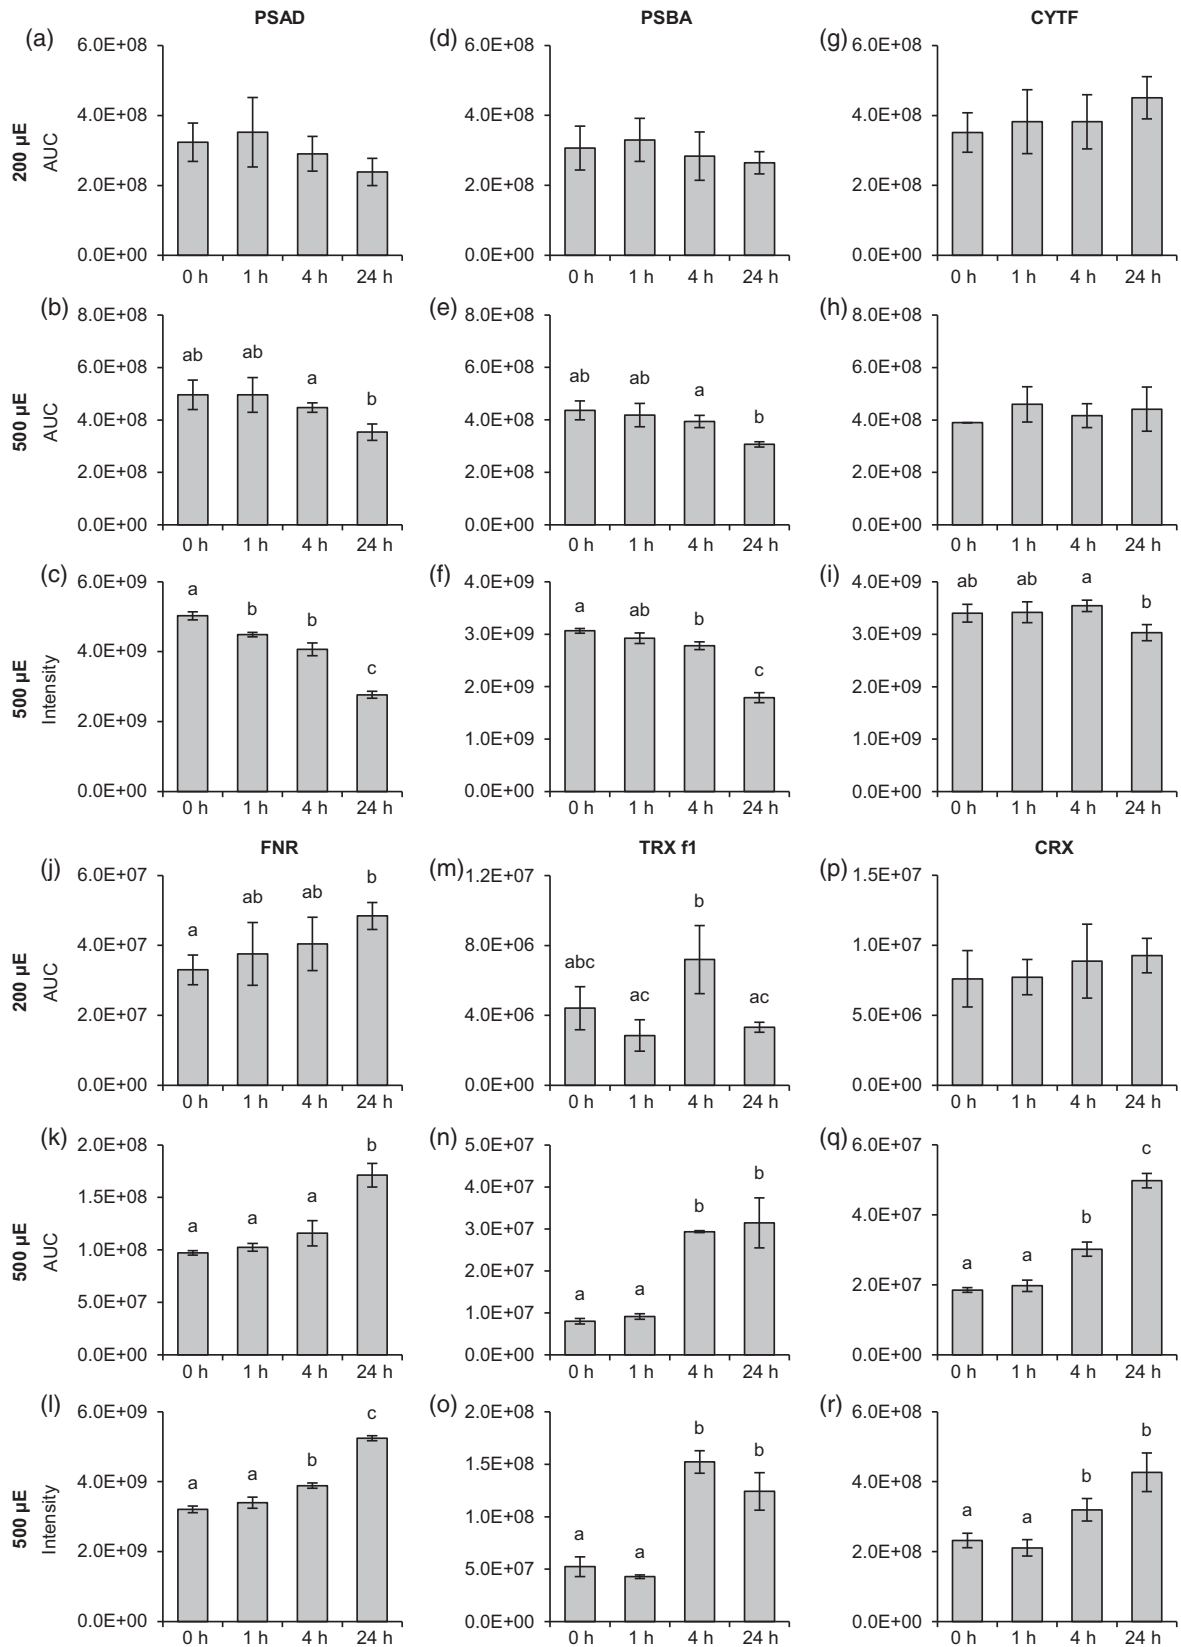 PSAD PSBA CYTF
(a) (d) (g)
200 µE
AUC
6.0E+08 6.0E+08 6.0E+08
4.0E+08 4.0E+08 4.0E+08
2.0E+08 2.0E+08 2.0E+08
0.0E+00 0.0E+00 0.0E+00
0 h 1 h 4 h 24 h 0 h 1 h 4 h 24 h 0 h 1 h 4 h 24 h
(b) (e) (h)
500 µE
AUC
8.0E+08 8.0E+08 8.0E+08
ab ab a b ab ab a b
6.0E+08 6.0E+08 6.0E+08
4.0E+08 4.0E+08 4.0E+08
2.0E+08 2.0E+08 2.0E+08
0.0E+00 0.0E+00 0.0E+00
0 h 1 h 4 h 24 h 0 h 1 h 4 h 24 h 0 h 1 h 4 h 24 h
(c) (f) (i)
500 µE
Intensity
6.0E+09 4.0E+09 4.0E+09
a b b c a ab b c ab ab a b
4.0E+09 3.0E+09 3.0E+09
2.0E+09 2.0E+09 2.0E+09
1.0E+09 1.0E+09
0.0E+00 0.0E+00 0.0E+00
0 h 1 h 4 h 24 h 0 h 1 h 4 h 24 h 0 h 1 h 4 h 24 h
FNR TRX f1 CRX
(j) (m) (p)
200 µE
AUC
6.0E+07 1.2E+07 1.5E+07
a ab ab b abc ac b ac
4.0E+07 8.0E+06 1.0E+07
2.0E+07 4.0E+06 5.0E+06
0.0E+00 0.0E+00 0.0E+00
0 h 1 h 4 h 24 h 0 h 1 h 4 h 24 h 0 h 1 h 4 h 24 h
(k) (n) (q)
500 µE
AUC
2.0E+08 5.0E+07 6.0E+07
a a a b a a b b a a b c
1.5E+08 4.0E+07 4.0E+07
1.0E+08 3.0E+07 2.0E+07
5.0E+07 2.0E+07
1.0E+07
0.0E+00 0.0E+00 0.0E+00
0 h 1 h 4 h 24 h 0 h 1 h 4 h 24 h 0 h 1 h 4 h 24 h
(l) (o) (r)
500 µE
Intensity
6.0E+09 2.0E+08 6.0E+08
a a b c a a b b a a b b
4.0E+09 1.5E+08 4.0E+08
2.0E+09 1.0E+08 2.0E+08
5.0E+07
0.0E+00 0.0E+00 0.0E+00
0 h 1 h 4 h 24 h 0 h 1 h 4 h 24 h 0 h 1 h 4 h 24 h